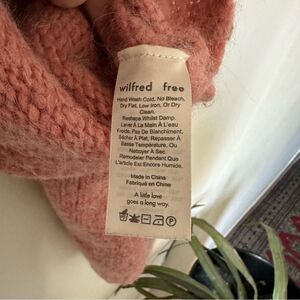 wilfred free
Hand Wash Cold, No Bleach,
Dry Flat, Low Iron, Or Dry
Clean.
Reshape Whilst Damp.
Laver À La Main À L'eau
Froide, Pas De Blanchiment,
Sécher À Plat, Repasser À
Basse Température, Ou
Nettoyer À Sec.
Remodeler Pendant Que
L'article Est Encore Humide.
Made in China
Fabriqué en Chine
A little love
goes a long way.
P